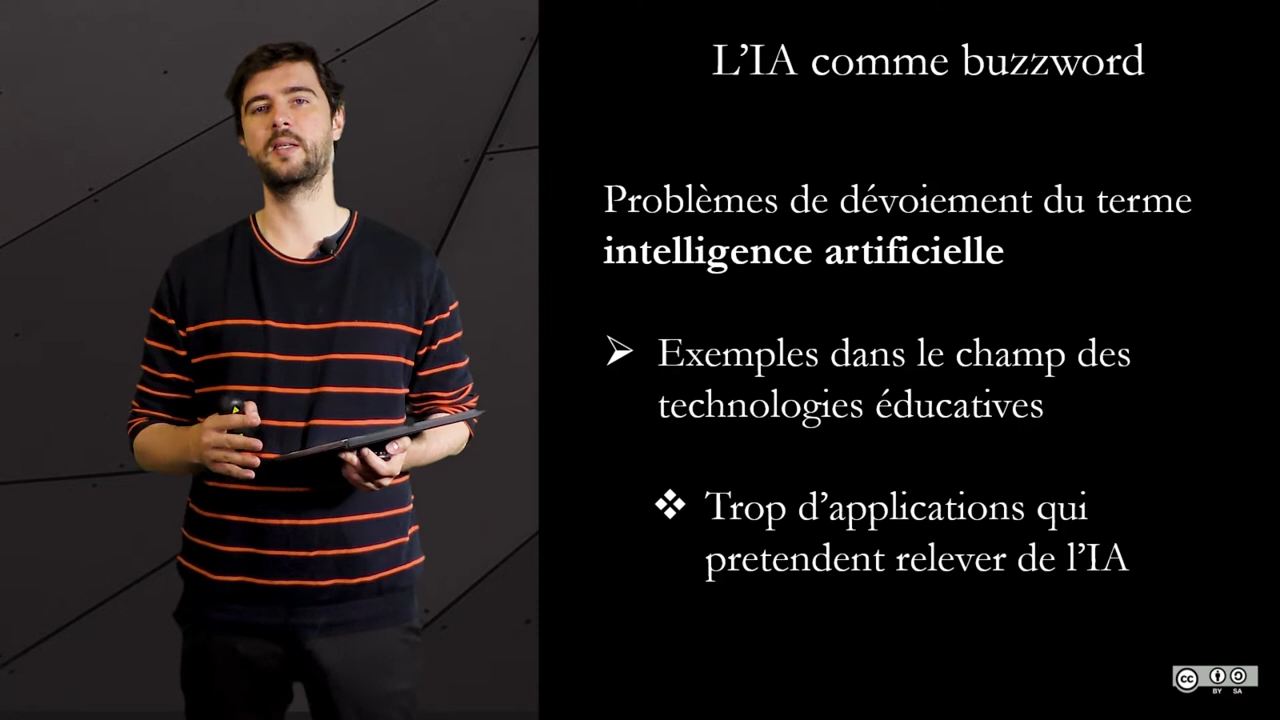 L’IA comme buzzword
Problèmes de dévoiement du terme
intelligence artificielle
Exemples dans le champ des
technologies éducatives
Trop d’applications qui
pretendent relever de l’IA
cc
BY SA